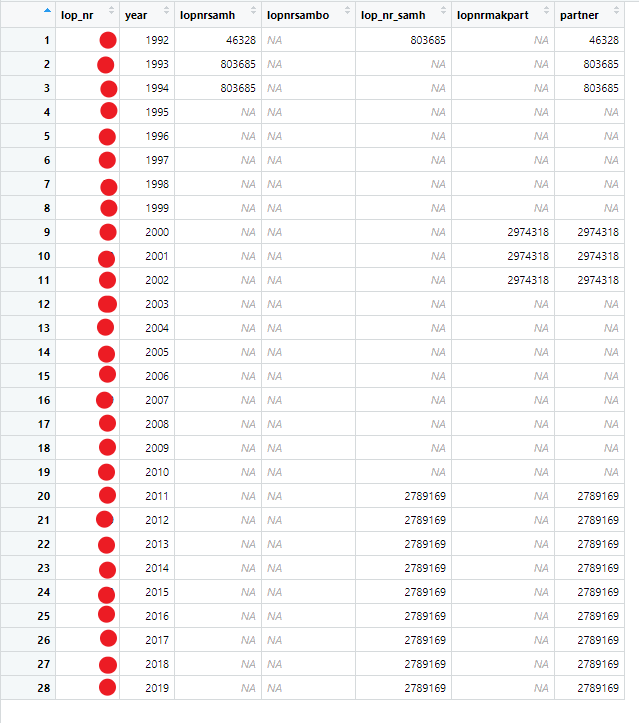 lop_nr year lopnrsamh lopnrsambo lop_nr_samh lopnrmakpart partner
1 1992 46328 NA 803685 NA 46328
2 1993 803685 NA NA NA 803685
3 1994 803685 NA NA NA 803685
4 1995 NA NA NA NA NA
5 1996 NA NA NA NA NA
6 1997 NA NA NA NA NA
7 1998 NA NA NA NA NA
8 1999 NA NA NA NA NA
9 2000 NA NA NA 2974318 2974318
10 2001 NA NA NA 2974318 2974318
11 2002 NA NA NA 2974318 2974318
12 2003 NA NA NA NA NA
13 2004 NA NA NA NA NA
14 2005 NA NA NA NA NA
15 2006 NA NA NA NA NA
16 2007 NA NA NA NA NA
17 2008 NA NA NA NA NA
18 2009 NA NA NA NA NA
19 2010 NA NA NA NA NA
20 2011 NA NA 2789169 NA 2789169
21 2012 NA NA 2789169 NA 2789169
22 2013 NA NA 2789169 NA 2789169
23 2014 NA NA 2789169 NA 2789169
24 2015 NA NA 2789169 NA 2789169
25 2016 NA NA 2789169 NA 2789169
26 2017 NA NA 2789169 NA 2789169
27 2018 NA NA 2789169 NA 2789169
28 2019 NA NA 2789169 NA 2789169